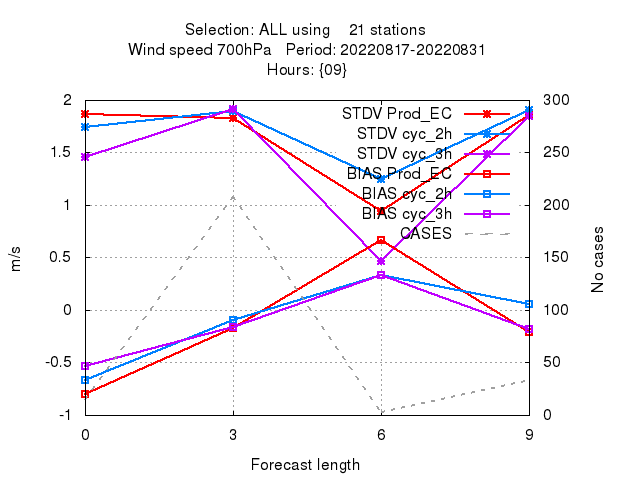 Selection: ALL using 21 stations
Wind speed 700hPa Period: 20220817-20220831
Hours: {09}
2
1.5
1
0.5
0
-0.5
-1
m/s
300
250
200
150
100
50
0
No cases
STDV Prod_EC
STDV cyc_2h
STDV cyc_3h
BIAS Prod_EC
BIAS cyc_2h
BIAS cyc_3h
CASES
0 3 6 9
Forecast length